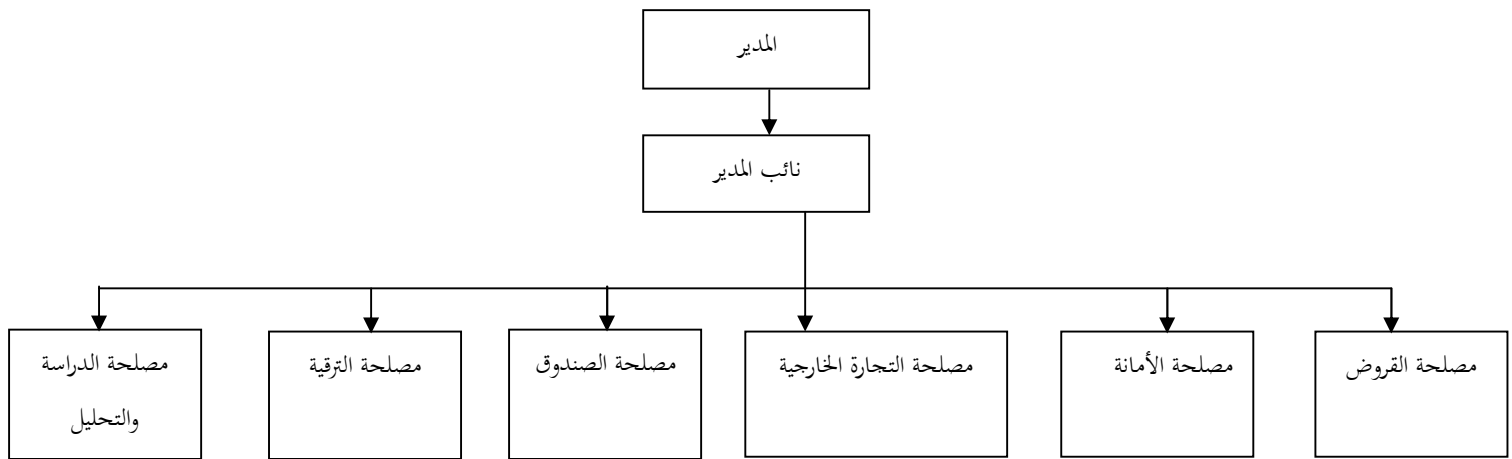 المدير
نائب المدير
مصلحة القروض
مصلحة الأمانة
مصلحة التجارة الخارجية
مصلحة الصندوق
مصلحة الترقية
مصلحة الدراسة
والتحليل